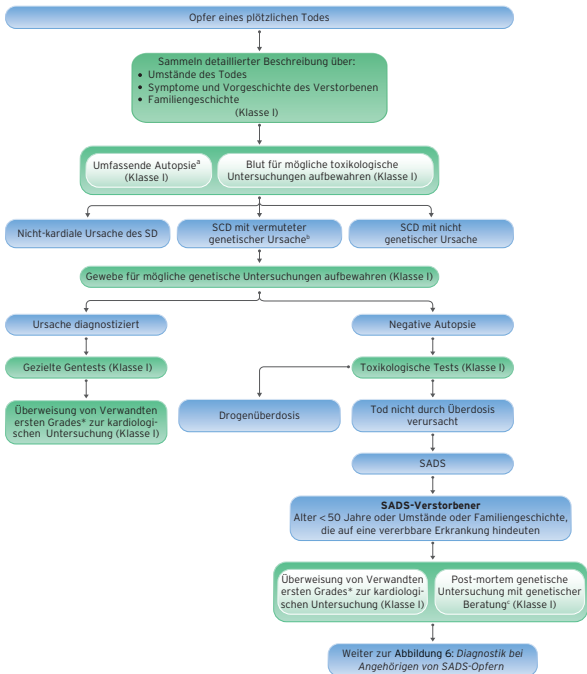 Opfer eines plötzlichen Todes
Sammeln detaillierter Beschreibung über:
• Umstände des Todes
• Symptome und Vorgeschichte des Verstorbenen
• Familiengeschichte
(Klasse I)
Umfassende Autopsieᵃ
(Klasse I)
Blut für mögliche toxikologische
Untersuchungen aufbewahren (Klasse I)
Nicht-kardiale Ursache des SD
SCD mit vermuteter
genetischer Ursacheᵇ
SCD mit nicht
genetischer Ursache
Gewebe für mögliche genetische Untersuchungen aufbewahren (Klasse I)
Ursache diagnostiziert
Negative Autopsie
Gezielte Gentests (Klasse I)
Toxikologische Tests (Klasse I)
Überweisung von Verwandten
ersten Grades* zur kardiologi-
schen Untersuchung (Klasse I)
Drogenüberdosis
Tod nicht durch Überdosis
verursacht
SADS
SADS-Verstorbener
Alter < 50 Jahre oder Umstände oder Familiengeschichte,
die auf eine vererbbare Erkrankung hindeuten
Überweisung von Verwandten
ersten Grades* zur kardiologi-
schen Untersuchung (Klasse I)
Post-mortem genetische
Untersuchung mit genetischer
Beratungᶜ (Klasse I)
Weiter zur Abbildung 6: Diagnostik bei
Angehörigen von SADS-Opfern